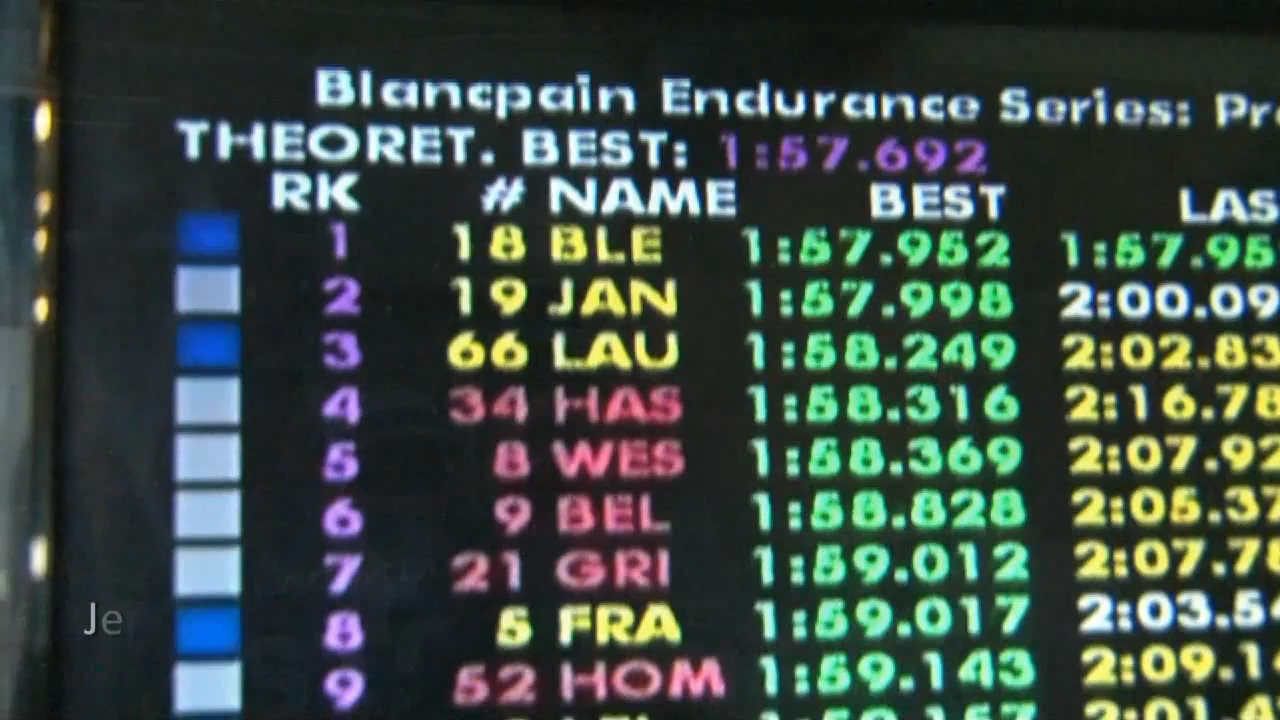 Blancpain Endurance Series:
THEORET. BEST: 1:57.692
RK # NAME BEST
1 18 BLE 1:57.952 1:57.95
2 19 JAN 1:57.998 2:00.09
3 66 LAU 1:58.249 2:02.83
4 34 HAS 1:58.316 2:16.78
5 8 WES 1:58.369 2:07.92
6 9 BEL 1:58.828 2:05.37
7 21 GRI 1:59.012 2:07.78
8 5 FRA 1:59.017 2:03.54
9 52 HOM 1:59.143 2:09.14
Je